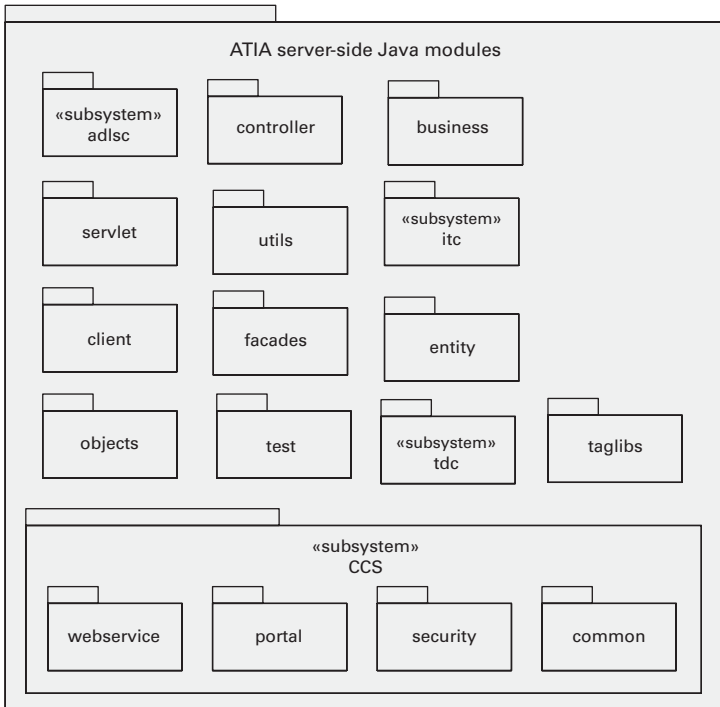 ATIA server-side Java modules
«subsystem»
adlsc
controller
business
servlet
utils
«subsystem»
itc
client
facades
entity
objects
test
«subsystem»
tdc
taglibs
«subsystem»
CCS
webservice
portal
security
common